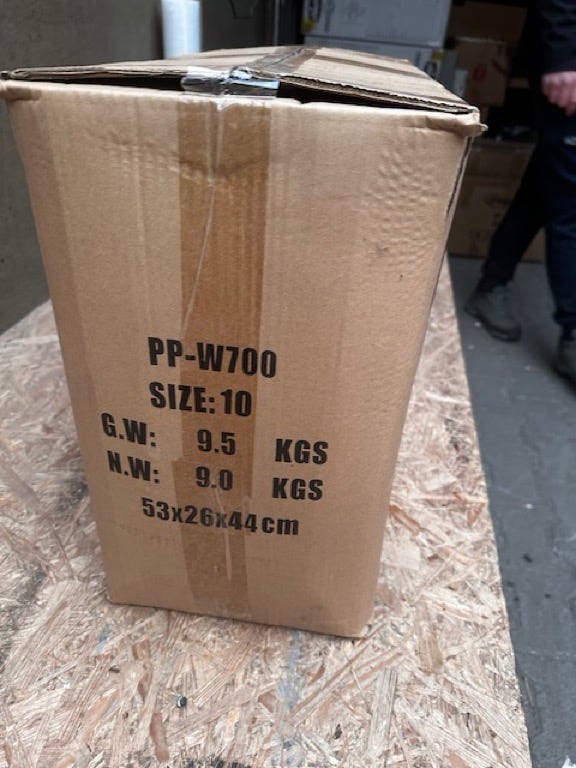 PP-W700
SIZE: 10
G.W: 9.5 KGS
N.W: 9.0 KGS
53x26x44cm